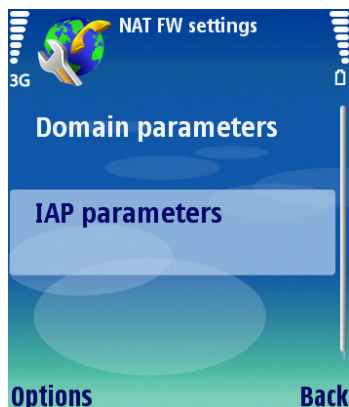 NAT FW settings
3G
Domain parameters
IAP parameters
Options Back